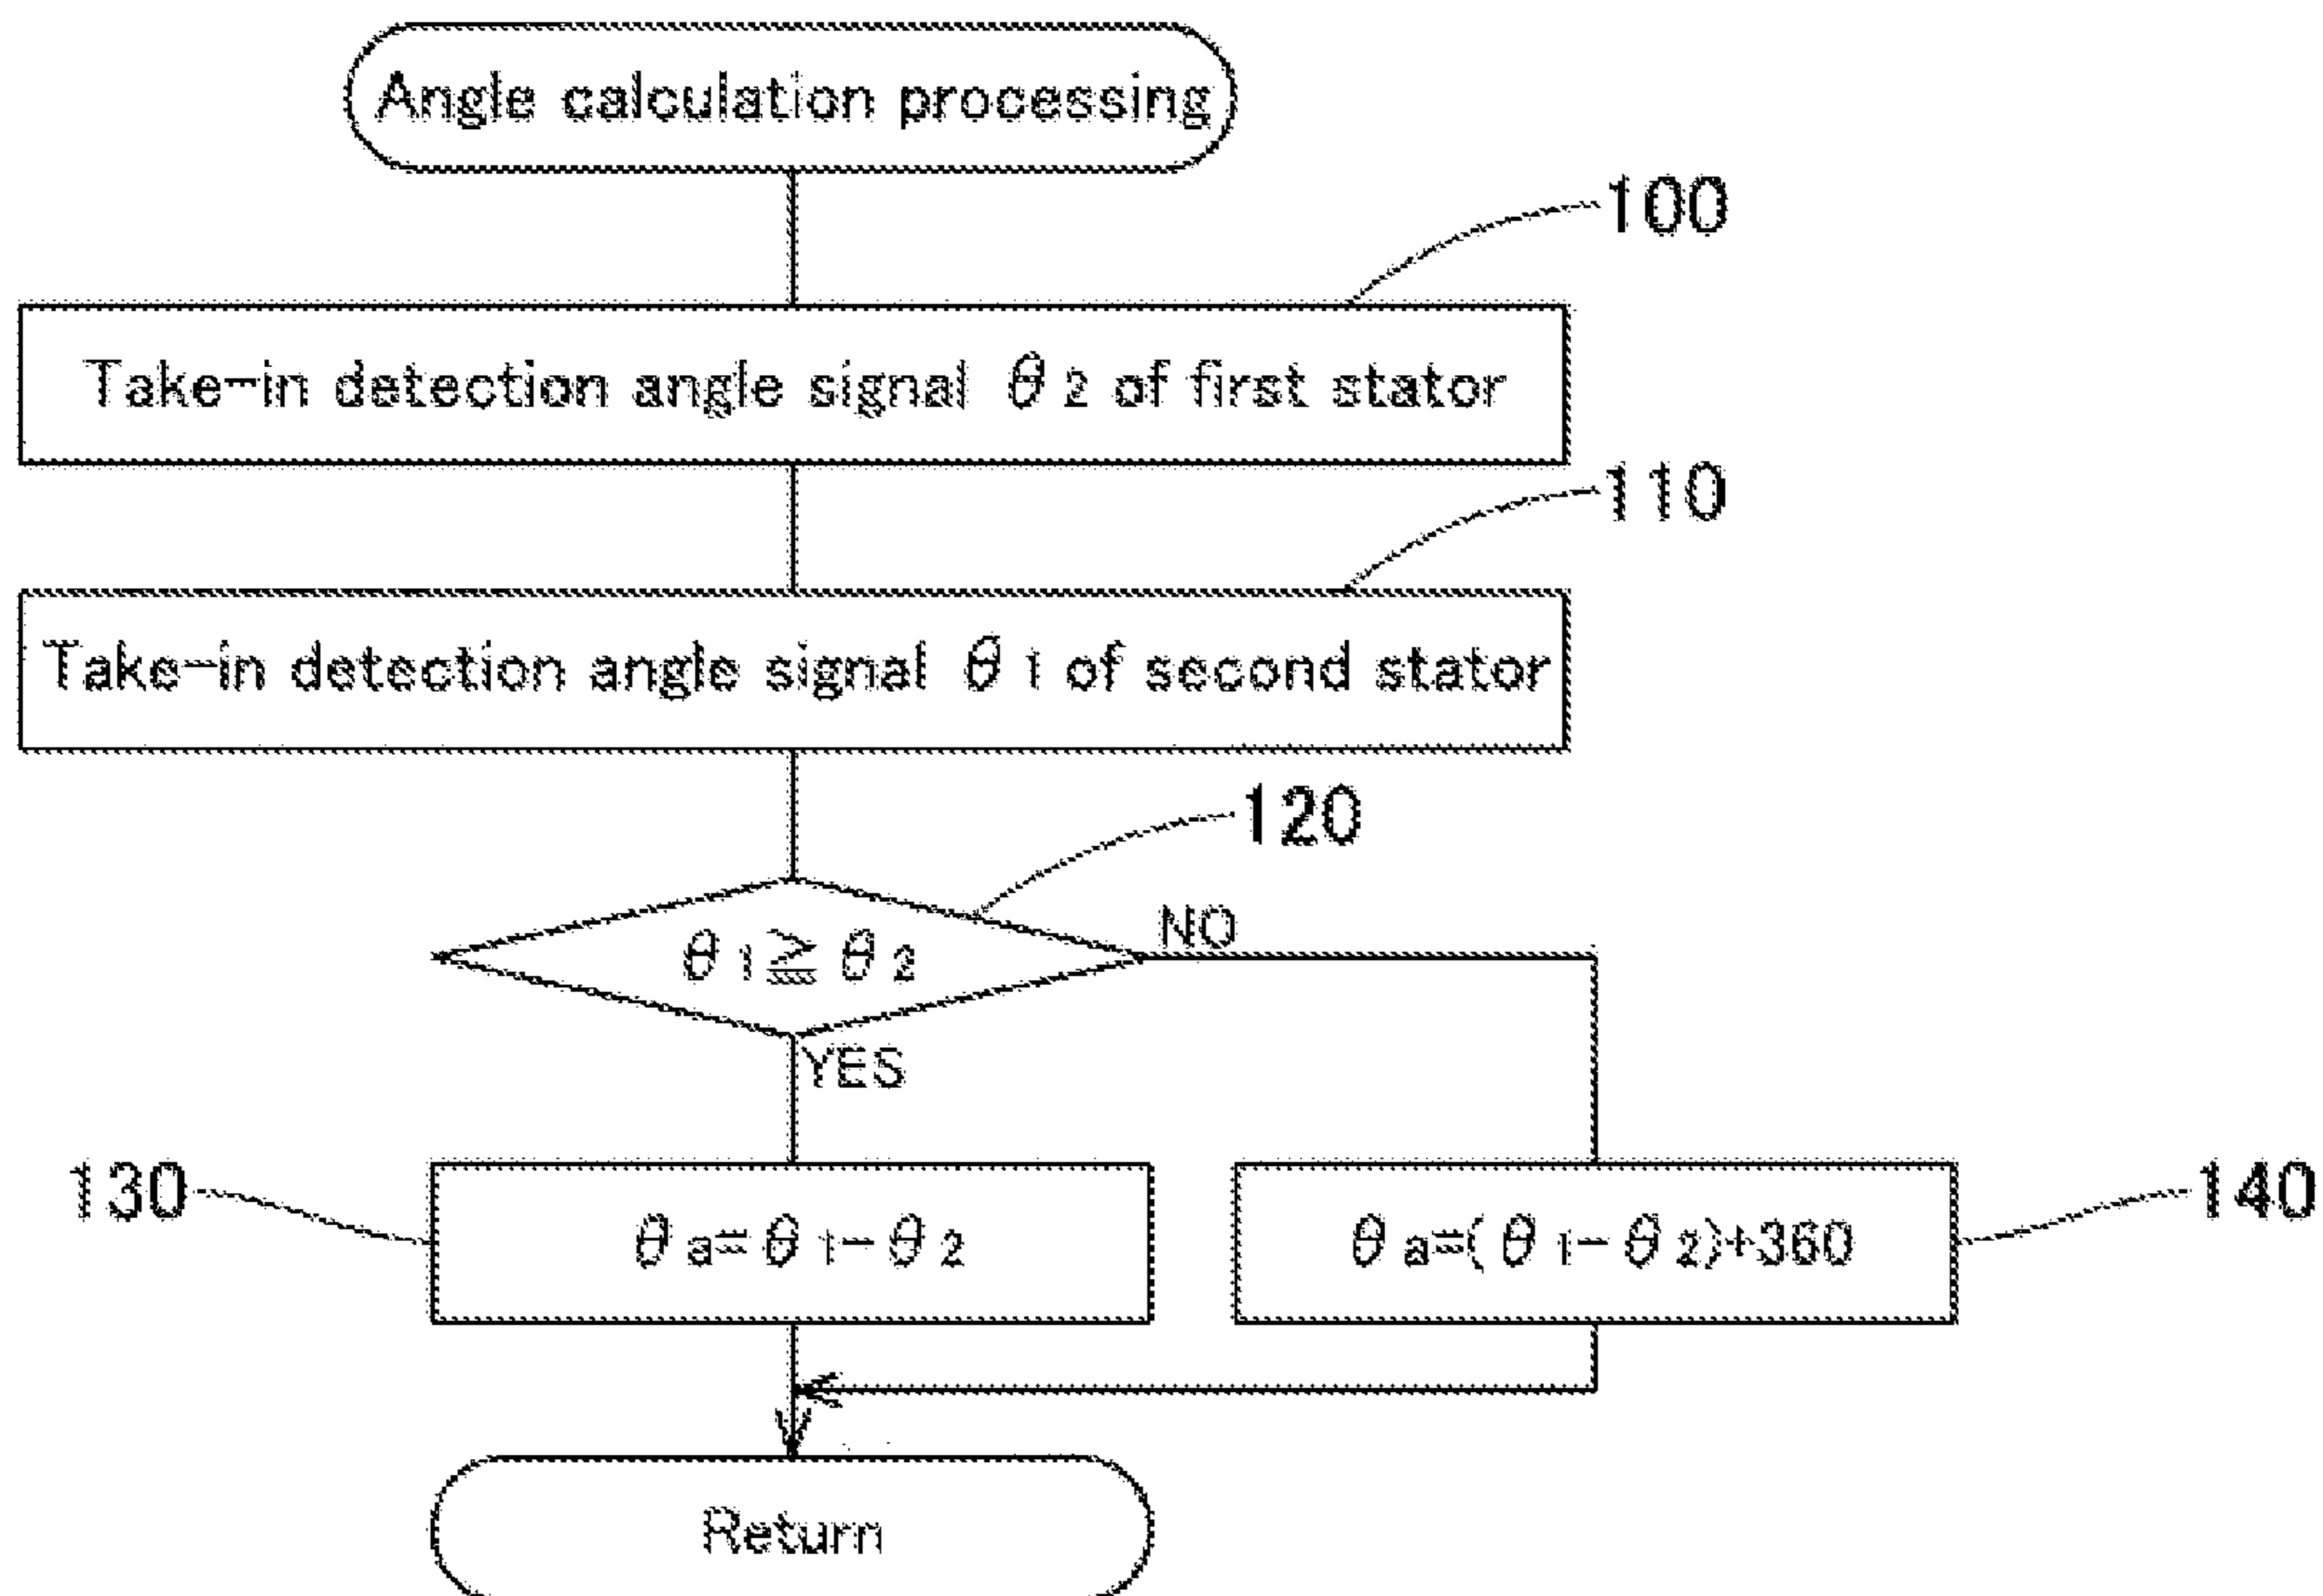 Angle calculation processing
100
Take-in detection angle signal θ2 of first stator
110
Take-in detection angle signal θ1 of second stator
120
θ1≧θ2
NO
YES
130
θa=θ1-θ2
θa=(θ1-θ2)+360
140
Return